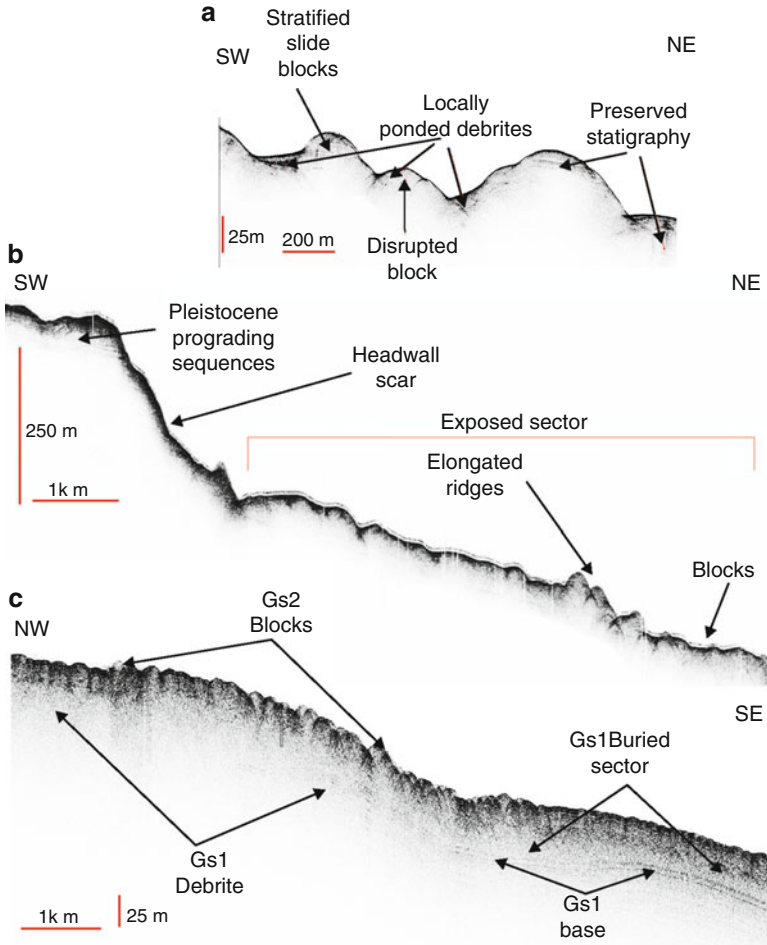 a
Stratified
slide
blocks
SW
NE
Locally
ponded debrites
Preserved
statigraphy
25m
200 m
Disrupted
block
b
SW
NE
Pleistocene
prograding
sequences
Headwall
scar
Exposed sector
250 m
Elongated
ridges
1k m
Blocks
c
NW
Gs2
Blocks
SE
Gs1Buried
sector
Gs1
Debrite
Gs1
base
1k m
25 m